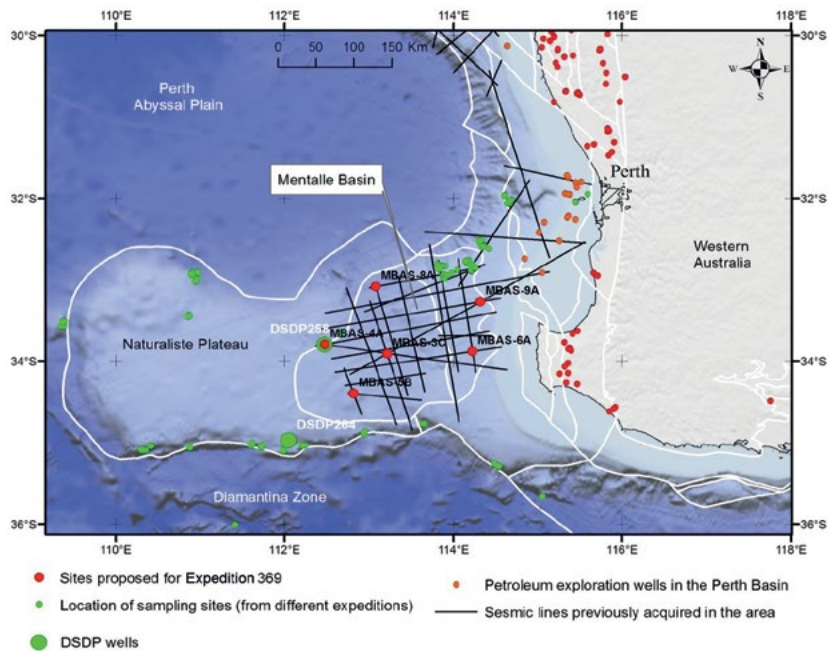 110°E
112°E
114°E
116°E
118°E
30°S
30°S
0 50 100 150 Km
N
W E
S
Perth
Abyssal Plain
32°S
32°S
Mentalle Basin
Perth
Western
Australia
MBAS-8A
MBAS-9A
DSDP258
MBAS-4A
MBAS-3C
MBAS-6A
Naturaliste Plateau
34°S
34°S
MBAS-5B
DSDP264
Diamantina Zone
36°S
36°S
110°E
112°E
114°E
116°E
118°E
Sites proposed for Expedition 369
Location of sampling sites (from different expeditions)
DSDP wells
Petroleum exploration wells in the Perth Basin
Sesmic lines previously acquired in the area